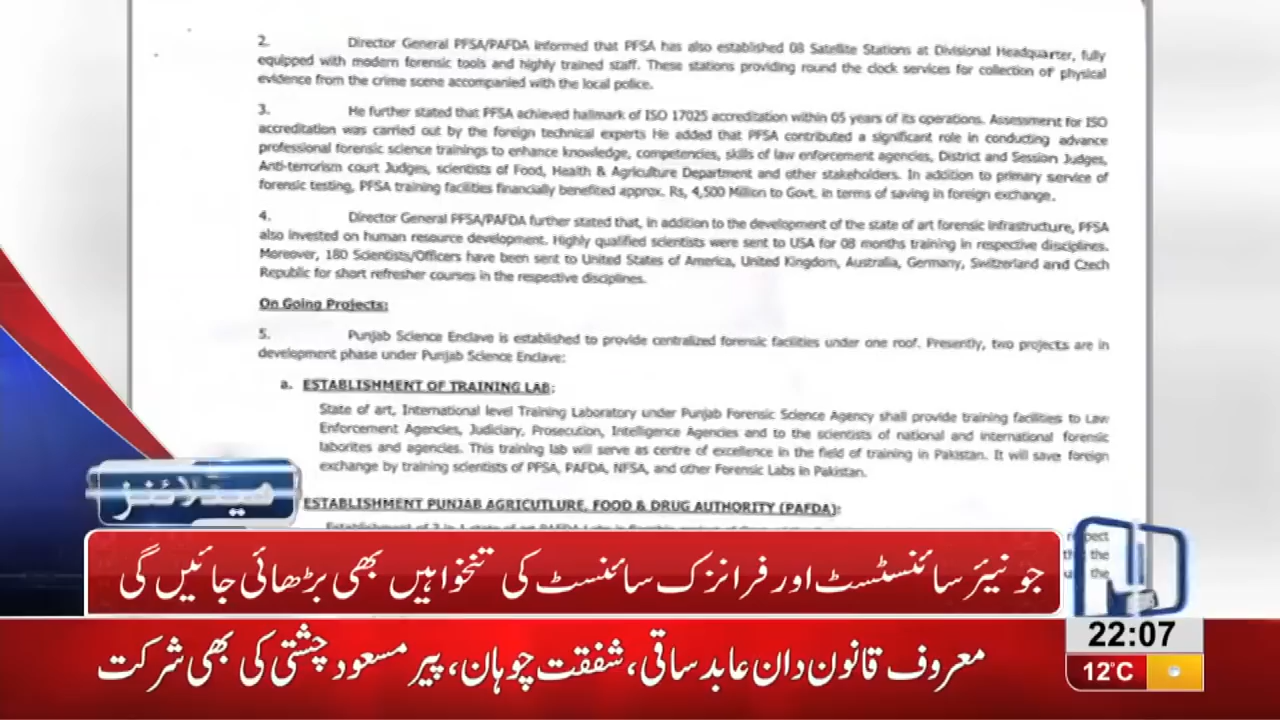 2. Director General PFSA/PAFDA informed that PFSA has also established 08 Satellite Stations at Divisional Headquarter, fully
equipped with modern forensic tools and highly trained staff. These stations providing round the clock services for collection of physical
evidence from the crime scene accompanied with the local police.
3. He further stated that PFSA achieved hallmark of ISO 17025 accreditation within 05 years of its operations. Assessment for ISO
accreditation was carried out by the foreign technical experts He added that PFSA contributed a significant role in conducting advance
professional forensic science trainings to enhance knowledge, competencies, skills of law enforcement agencies, District and Session Judges,
Anti-terrorism court Judges, scientists of Food, Health & Agriculture Department and other stakeholders. In addition to primary service of
forensic testing, PFSA training facilities financially benefited approx. Rs, 4,500 Million to Govt. in terms of saving in foreign exchange.
4. Director General PFSA/PAFDA further stated that, in addition to the development of the state of art forensic infrastructure, PFSA
also invested on human resource development. Highly qualified scientists were sent to USA for 08 months training in respective disciplines.
Moreover, 180 Scientists/Officers have been sent to United States of America, United Kingdom, Australia, Germany, Switzerland and Czech
Republic for short refresher courses in the respective disciplines.
On Going Projects:
5. Punjab Science Enclave is established to provide centralized forensic facilities under one roof. Presently, two projects are in
development phase under Punjab Science Enclave:
a. ESTABLISHMENT OF TRAINING LAB:
State of art, International level Training Laboratory under Punjab Forensic Science Agency shall provide training facilities to Law
Enforcement Agencies, Judiciary, Prosecution, Intelligence Agencies and to the scientists of national and international forensic
laborites and agencies. This training lab will serve as centre of excellence in the field of training in Pakistan. It will save foreign
exchange by training scientists of PFSA, PAFDA, NFSA, and other Forensic Labs in Pakistan.
ہیڈلائنز
ESTABLISHMENT PUNJAB AGRICUTLURE, FOOD & DRUG AUTHORITY (PAFDA):
جونیئر سائنسٹسٹ اور فرانزک سائنسٹ کی تنخواہیں بھی بڑھائی جائیں گی
معروف قانون دان عابد ساقی، شفقت چوہان، پیر مسعود چشتی کی بھی شرکت
22:07
12°C